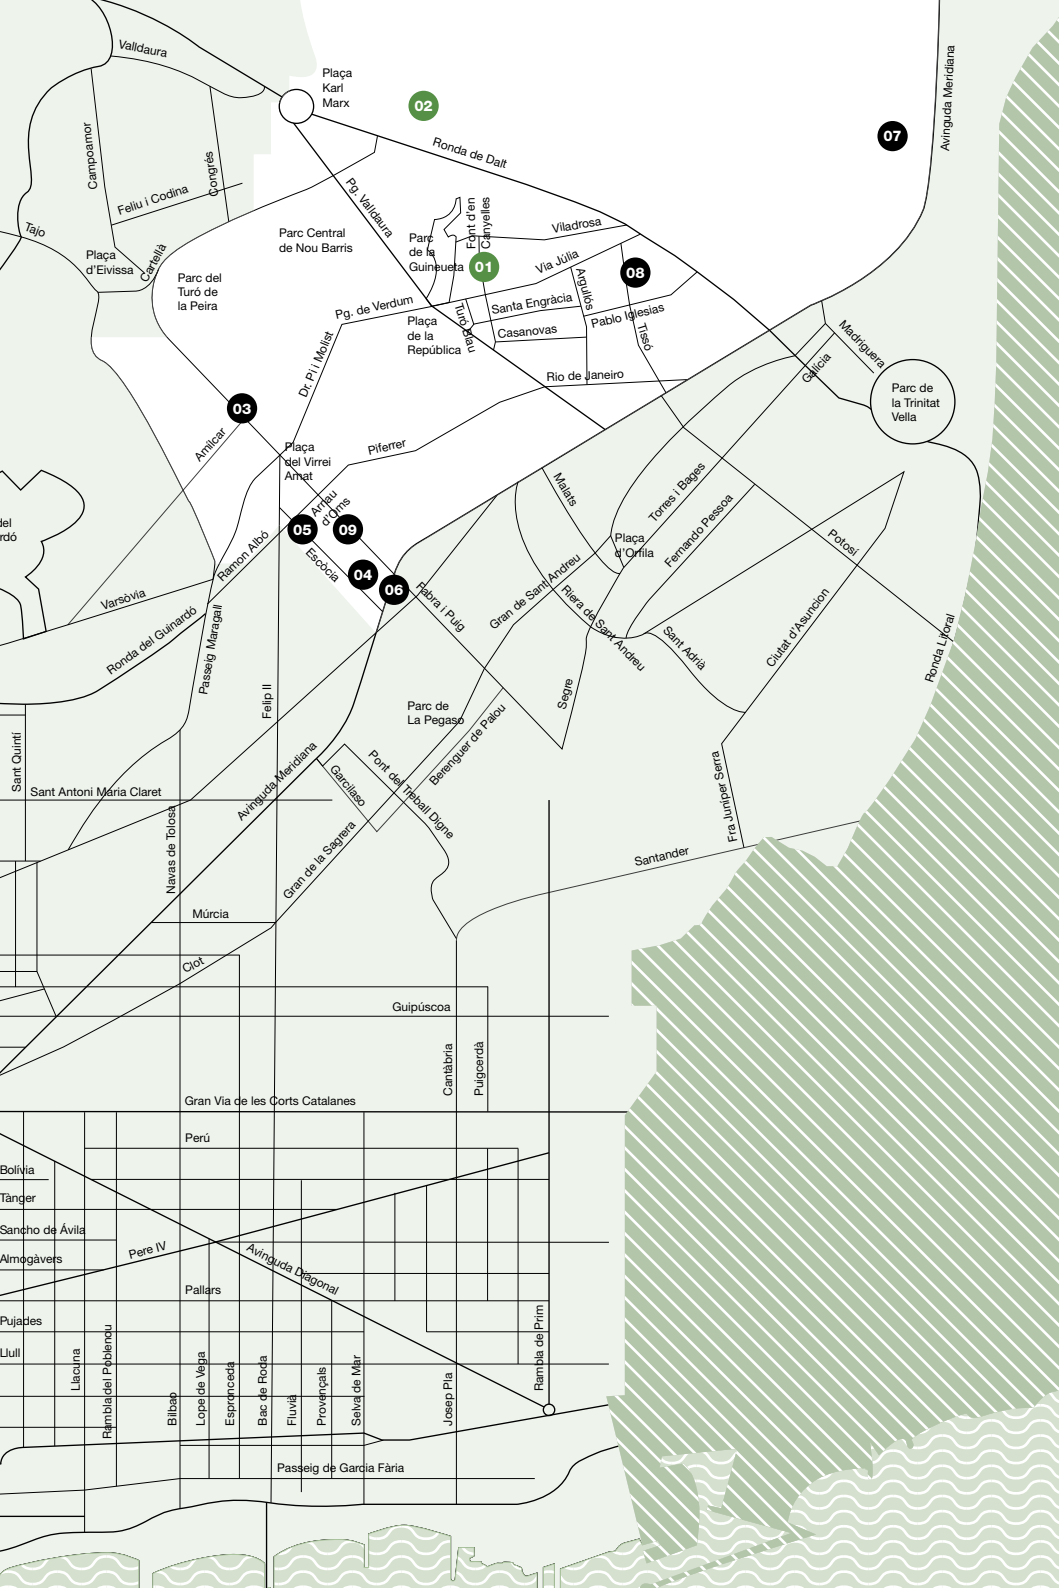 Valldaura
Plaça
Karl
Marx
02
07
Avinguda Meridiana
Ronda de Dalt
Campoamor
Congrés
Feliu i Codina
Pg. Valldaura
Tajo
Cartellà
Plaça
d'Eivissa
Parc Central
de Nou Barris
Parc
de la
Guineueta
Font d'en
Canyelles
Viladrosa
01
Via Júlia
08
Parc del
Turó de
la Peira
Argullós
Pg. de Verdum
Turó Blau
Santa Engràcia
Pablo Iglesias
Plaça
de la
República
Casanovas
Tissó
Madriguera
Galícia
Dr. Pi i Molist
Rio de Janeiro
Parc de
la Trinitat
Vella
03
Amílcar
Plaça
del Virrei
Amat
Piferrer
Malats
Torres i Bages
Fernando Pessoa
Arnau
d'Oms
05
09
del
rdó
Ramon Albó
Escòcia
04
06
Plaça
d'Orfila
Potosí
Fabra i Puig
Gran de Sant Andreu
Riera de Sant Andreu
Varsòvia
Ronda del Guinardó
Passeig Maragall
Sant Adrià
Ciutat d'Asuncion
Ronda Litoral
Felip II
Parc de
La Pegaso
Segre
Berenguer de Palou
Sant Quintí
Avinguda Meridiana
Garcilaso
Pont del Treball Digne
Fra Juníper Serra
Sant Antoni Maria Claret
Navas de Tolosa
Gran de la Sagrera
Santander
Múrcia
Clot
Guipúscoa
Cantàbria
Puigcerdà
Gran Via de les Corts Catalanes
Perú
Bolívia
Tànger
Sancho de Ávila
Almogàvers
Pere IV
Avinguda Diagonal
Pallars
Pujades
Llull
Llacuna
Rambla del Poblenou
Bilbao
Lope de Vega
Espronceda
Bac de Roda
Fluvià
Provençals
Selva de Mar
Josep Pla
Rambla de Prim
Passeig de Garcia Fària